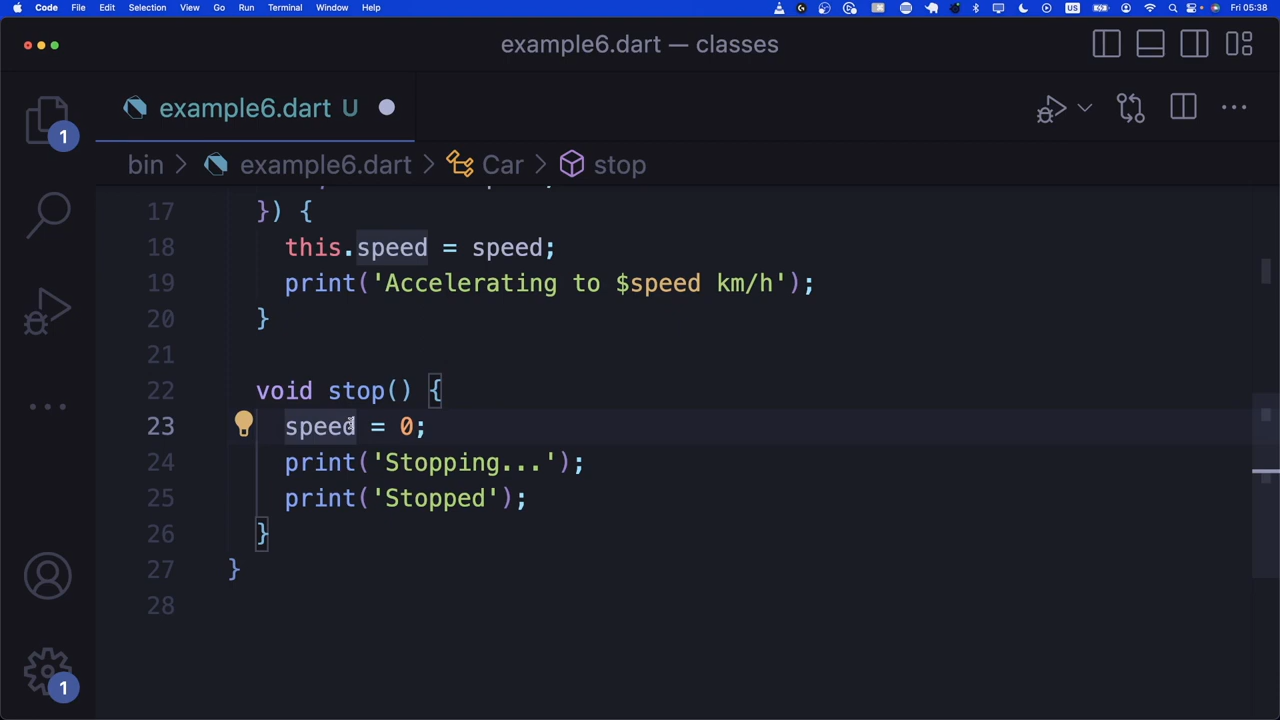 Code File Edit Selection View Go Run Terminal Window Help US Fri 05:38
example6.dart — classes
example6.dart U
1
bin > example6.dart > Car > stop
17 }) {
18 this.speed = speed;
19 print('Accelerating to $speed km/h');
20 }
21
22 void stop() {
23 speed = 0;
24 print('Stopping...');
25 print('Stopped');
26 }
27 }
28
1